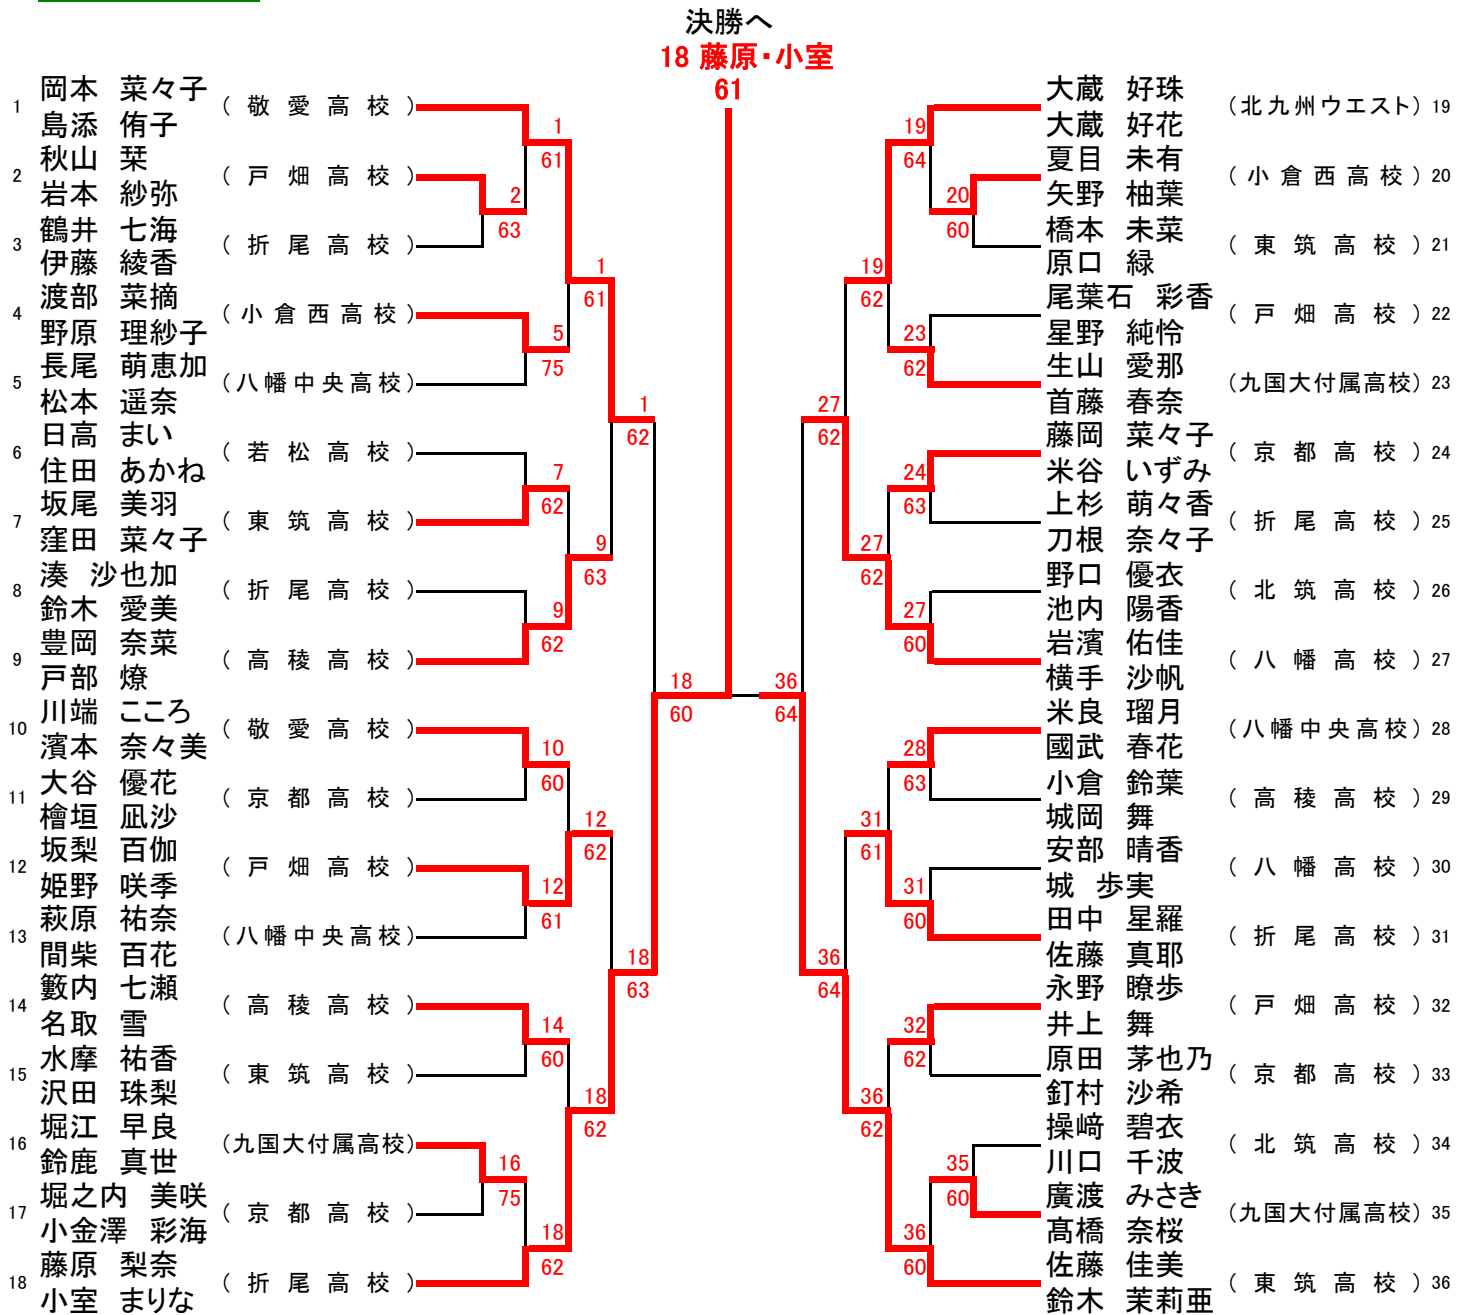 決勝へ
18 藤原・小室
61
岡本 菜々子
1 (敬愛高校)
島添 侑子
秋山 栞
2 (戸畑高校)
岩本 紗弥
鶴井 七海
3 (折尾高校)
伊藤 綾香
渡部 菜摘
4 (小倉西高校)
野原 理紗子
長尾 萌恵加
5 (八幡中央高校)
松本 遥奈
日高 まい
6 (若松高校)
住田 あかね
坂尾 美羽
7 (東筑高校)
窪田 菜々子
湊 沙也加
8 (折尾高校)
鈴木 愛美
豊岡 奈菜
9 (高稜高校)
戸部 燎
川端 こころ
10 (敬愛高校)
濱本 奈々美
大谷 優花
11 (京都高校)
檜垣 凪沙
坂梨 百伽
12 (戸畑高校)
姫野 咲季
萩原 祐奈
13 (八幡中央高校)
間柴 百花
籔内 七瀬
14 (高稜高校)
名取 雪
水摩 祐香
15 (東筑高校)
沢田 珠梨
堀江 早良
16 (九国大付属高校)
鈴鹿 真世
堀之内 美咲
17 (京都高校)
小金澤 彩海
藤原 梨奈
18 (折尾高校)
小室 まりな
1
61
2
63
5
75
7
62
9
62
10
60
12
61
14
60
16
75
18
62
1
61
9
63
12
62
18
62
1
62
18
63
18
60
36
64
27
62
36
64
19
62
27
62
31
61
36
62
19
64
20
60
23
62
24
63
27
60
28
63
31
60
32
62
35
60
36
60
大蔵 好珠
(北九州ウエスト) 19
大蔵 好花
夏目 未有
(小倉西高校) 20
矢野 柚葉
橋本 未菜
(東筑高校) 21
原口 緑
尾葉石 彩香
(戸畑高校) 22
星野 純怜
生山 愛那
(九国大付属高校) 23
首藤 春奈
藤岡 菜々子
(京都高校) 24
米谷 いずみ
上杉 萌々香
(折尾高校) 25
刀根 奈々子
野口 優衣
(北筑高校) 26
池内 陽香
岩濱 佑佳
(八幡高校) 27
横手 沙帆
米良 瑠月
(八幡中央高校) 28
國武 春花
小倉 鈴葉
(高稜高校) 29
城岡 舞
安部 晴香
(八幡高校) 30
城 歩実
田中 星羅
(折尾高校) 31
佐藤 真耶
永野 瞭歩
(戸畑高校) 32
井上 舞
原田 茅也乃
(京都高校) 33
釘村 沙希
操﨑 碧衣
(北筑高校) 34
川口 千波
廣渡 みさき
(九国大付属高校) 35
髙橋 奈桜
佐藤 佳美
(東筑高校) 36
鈴木 茉莉亜